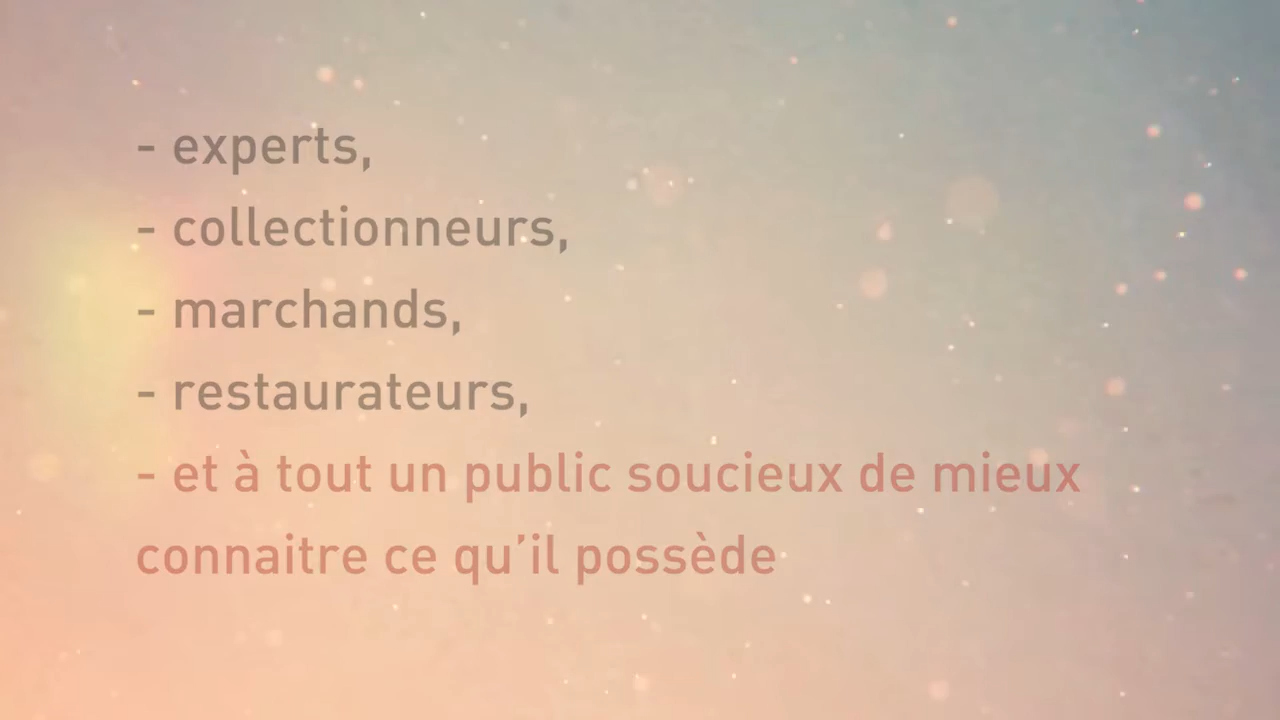 - experts,
- collectionneurs,
- marchands,
- restaurateurs,
- et à tout un public soucieux de mieux
connaitre ce qu’il possède